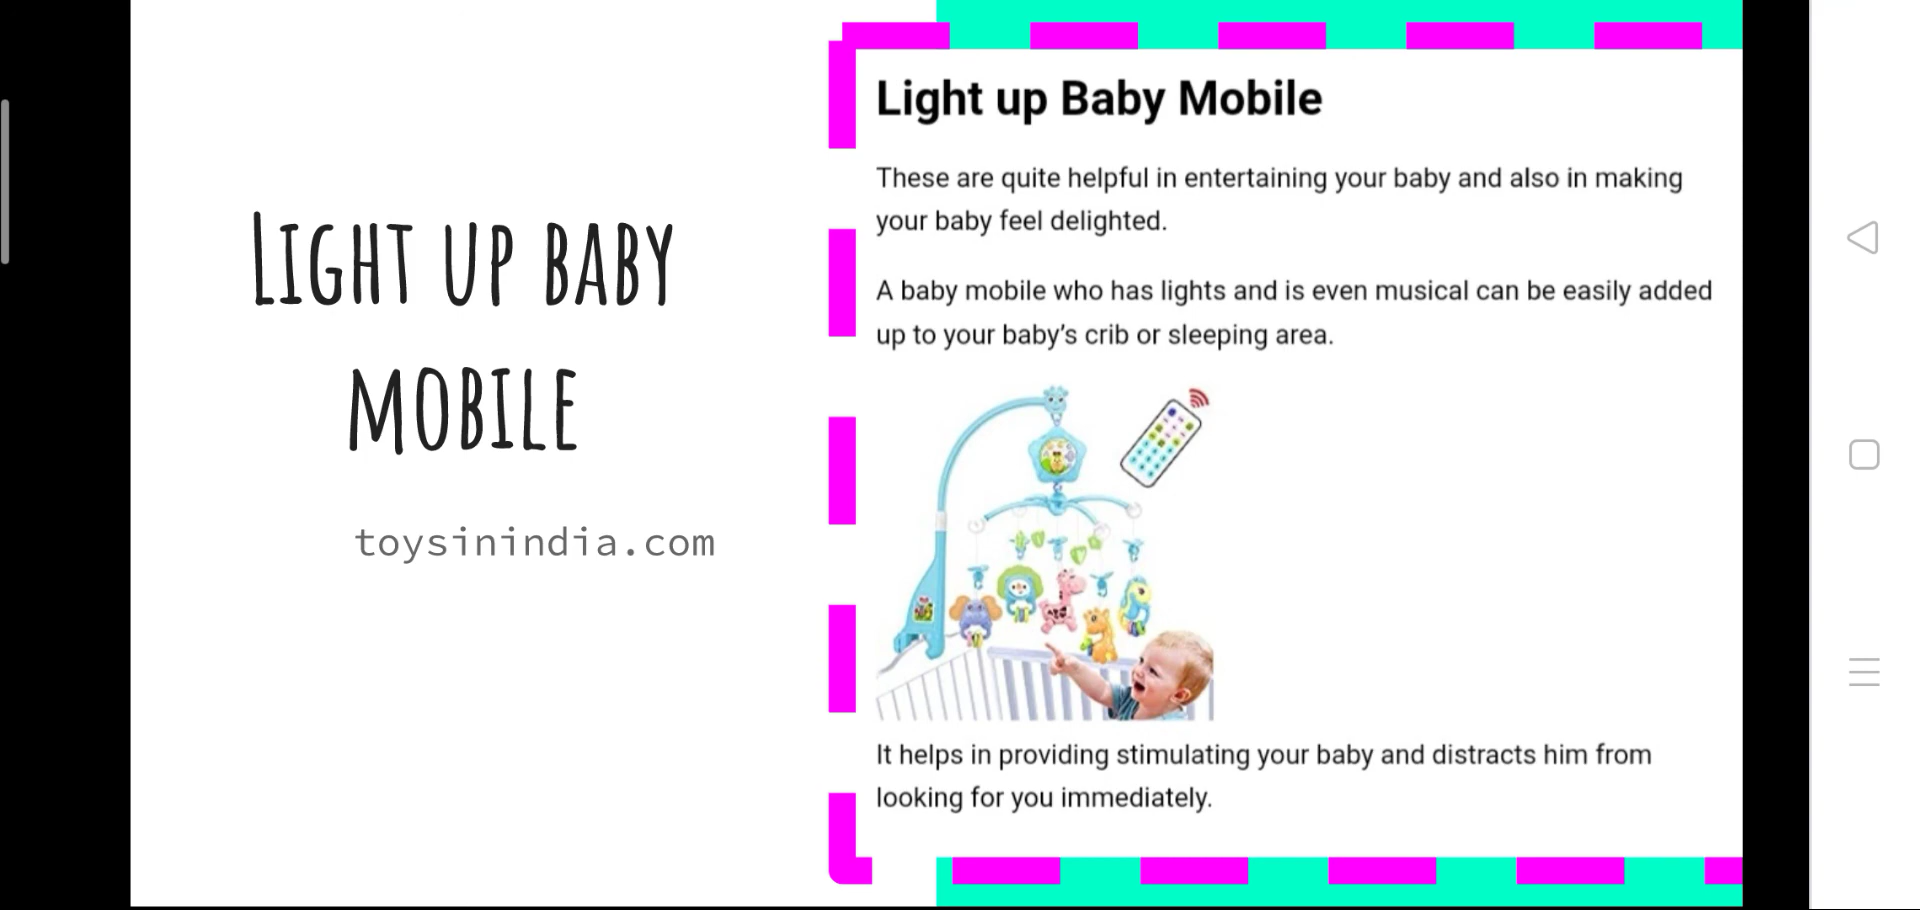 Light up baby
mobile
toysinindia.com
Light up Baby Mobile
These are quite helpful in entertaining your baby and also in making
your baby feel delighted.
A baby mobile who has lights and is even musical can be easily added
up to your baby’s crib or sleeping area.
It helps in providing stimulating your baby and distracts him from
looking for you immediately.